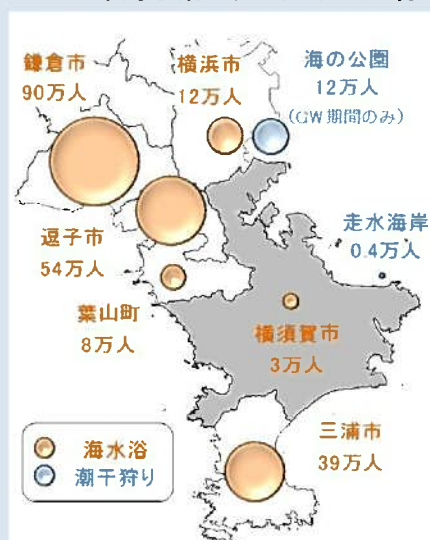 鎌倉市
90万人
横浜市
12万人
海の公園
12万人
(GW期間のみ)
逗子市
54万人
走水海岸
0.4万人
葉山町
8万人
横須賀市
3万人
三浦市
39万人
海水浴
潮干狩り